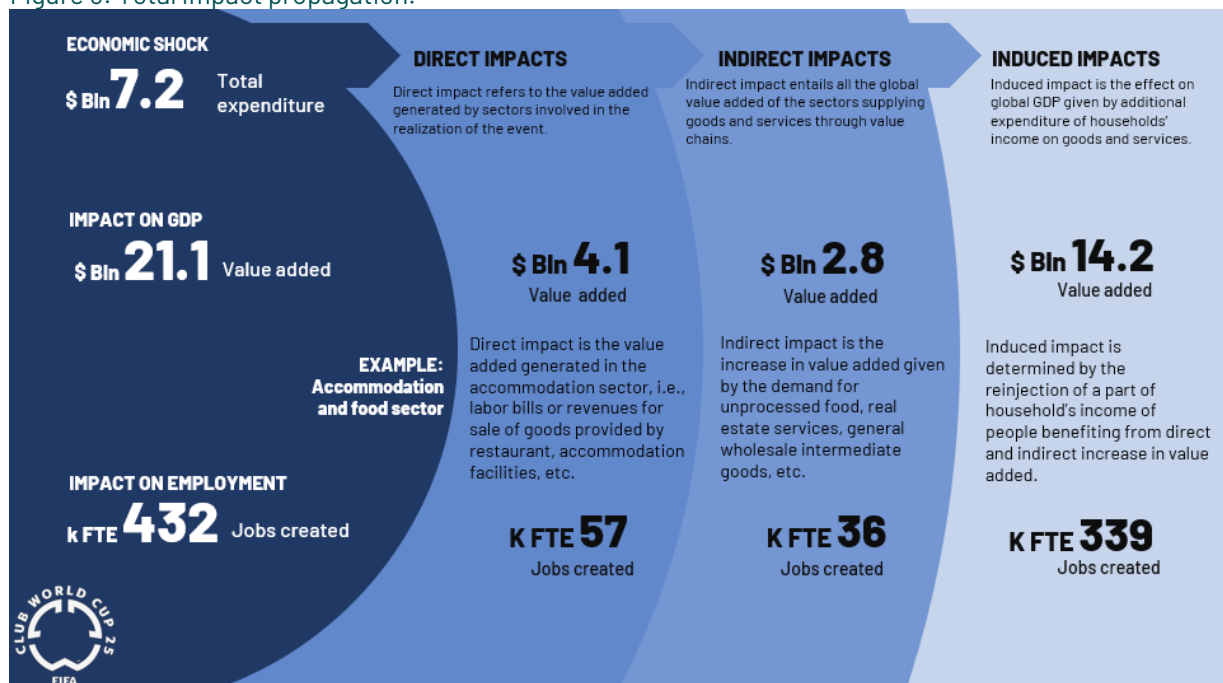 Figure 3: Total impact propagation.
ECONOMIC SHOCK
$ Bln 7.2 Total
expenditure
DIRECT IMPACTS
Direct impact refers to the value added
generated by sectors involved in the
realization of the event.
INDIRECT IMPACTS
Indirect impact entails all the global
value added of the sectors supplying
goods and services through value
chains.
INDUCED IMPACTS
Induced impact is the effect on
global GDP given by additional
expenditure of households'
income on goods and services.
IMPACT ON GDP
$ Bln 21.1 Value added
$ Bln 4.1
Value added
$ Bln 2.8
Value added
$ Bln 14.2
Value added
EXAMPLE:
Accommodation
and food sector
Direct impact is the value
added generated in the
accommodation sector, i.e.,
labor bills or revenues for
sale of goods provided by
restaurant, accommodation
facilities, etc.
Indirect impact is the
increase in value added given
by the demand for
unprocessed food, real
estate services, general
wholesale intermediate
goods, etc.
Induced impact is
determined by the
reinjection of a part of
household's income of
people benefiting from direct
and indirect increase in value
added.
IMPACT ON EMPLOYMENT
k FTE 432 Jobs created
K FTE 57
Jobs created
K FTE 36
Jobs created
K FTE 339
Jobs created
CLUB WORLD CUP 25
FIFA